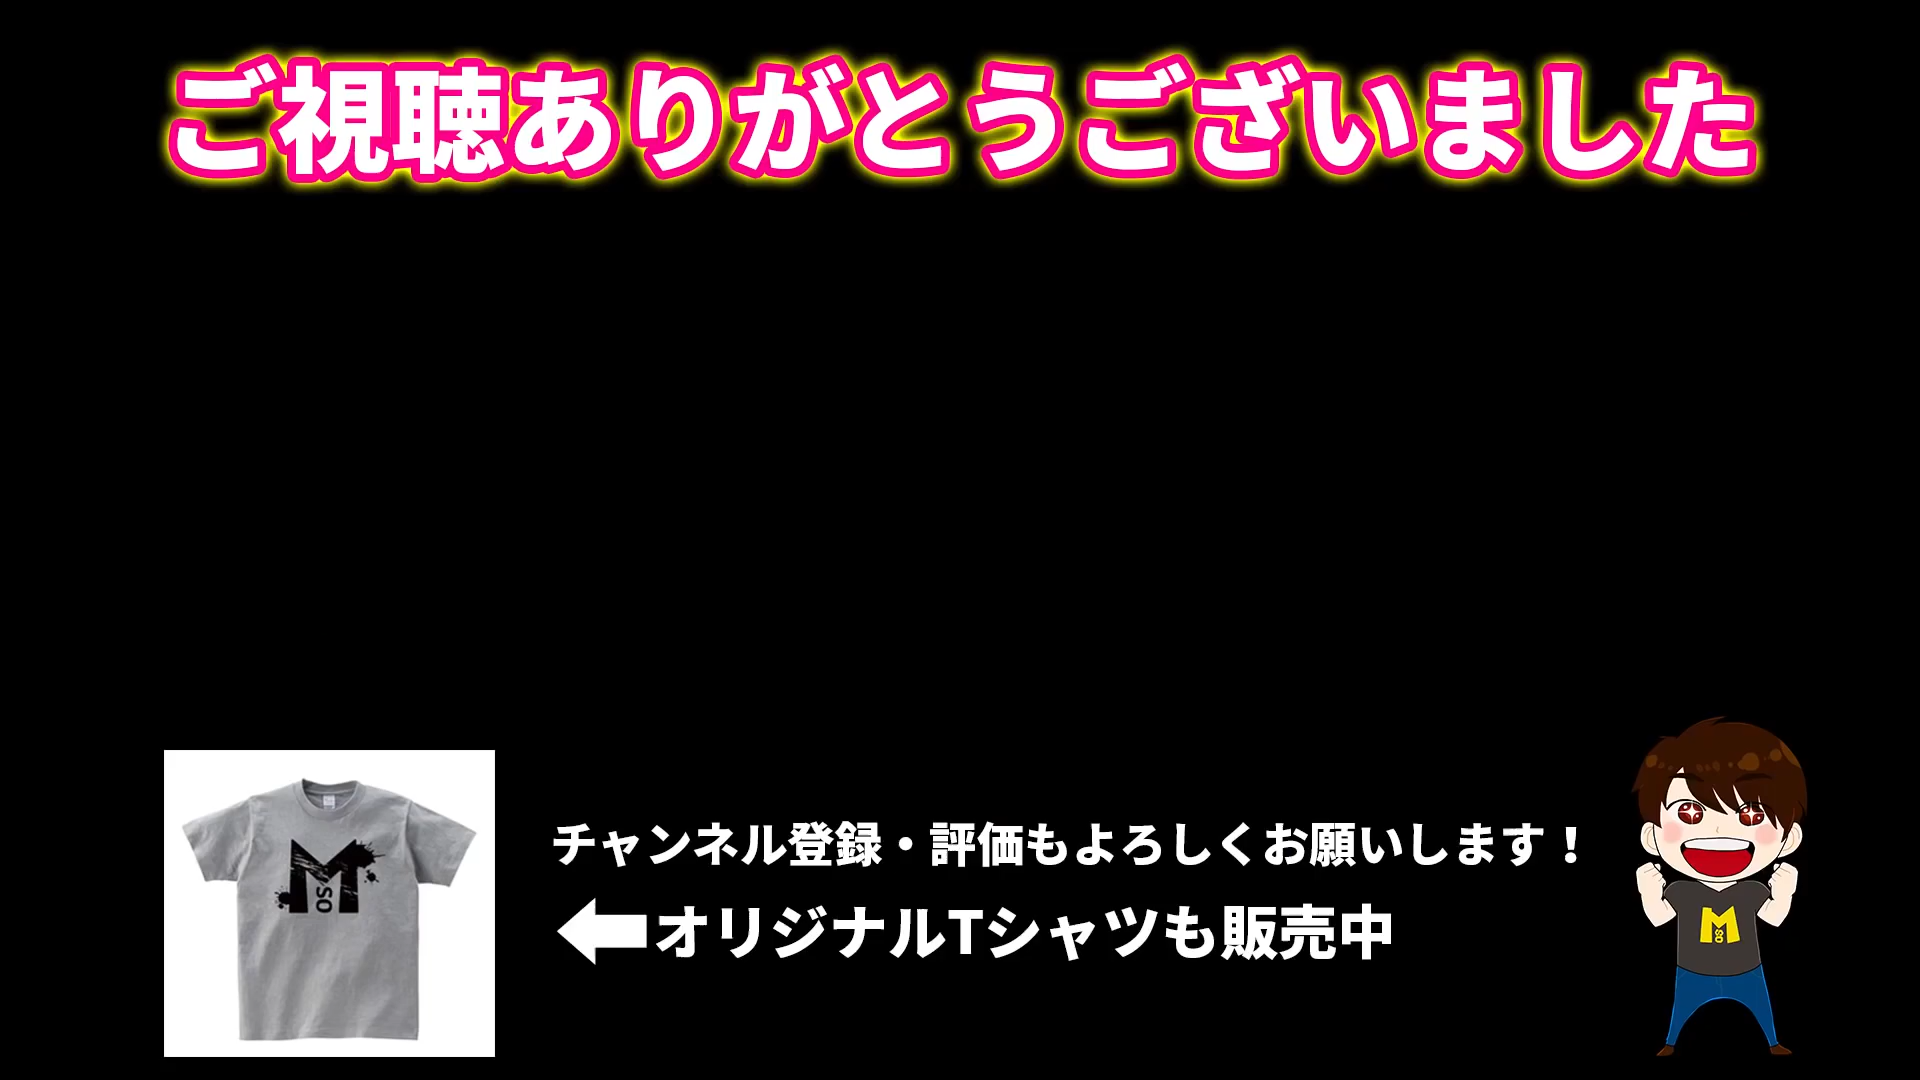 ご視聴ありがとうございました
チャンネル登録・評価もよろしくお願いします！
←オリジナルTシャツも販売中
M
SO
M
SO